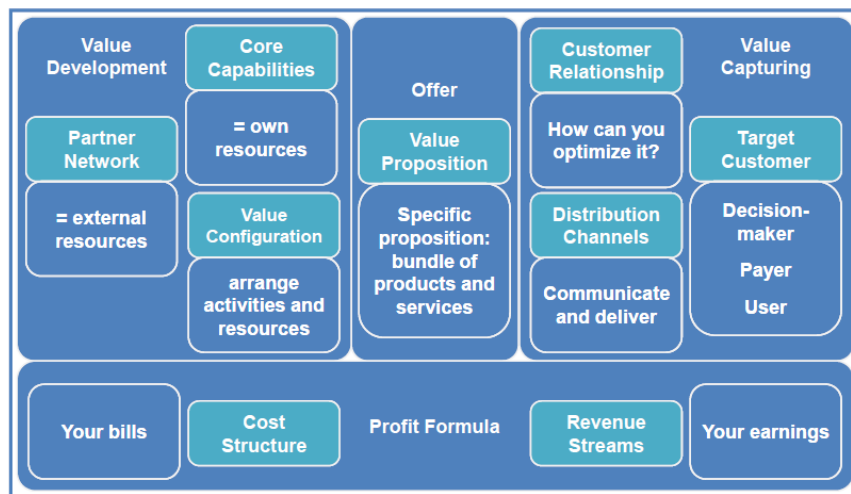 Value
Development
Core
Capabilities
= own
resources
Partner
Network
= external
resources
Value
Configuration
arrange
activities and
resources
Offer
Value
Proposition
Specific
proposition:
bundle of
products and
services
Customer
Relationship
How can you
optimize it?
Distribution
Channels
Communicate
and deliver
Value
Capturing
Target
Customer
Decision-
maker
Payer
User
Your bills
Cost
Structure
Profit Formula
Revenue
Streams
Your earnings